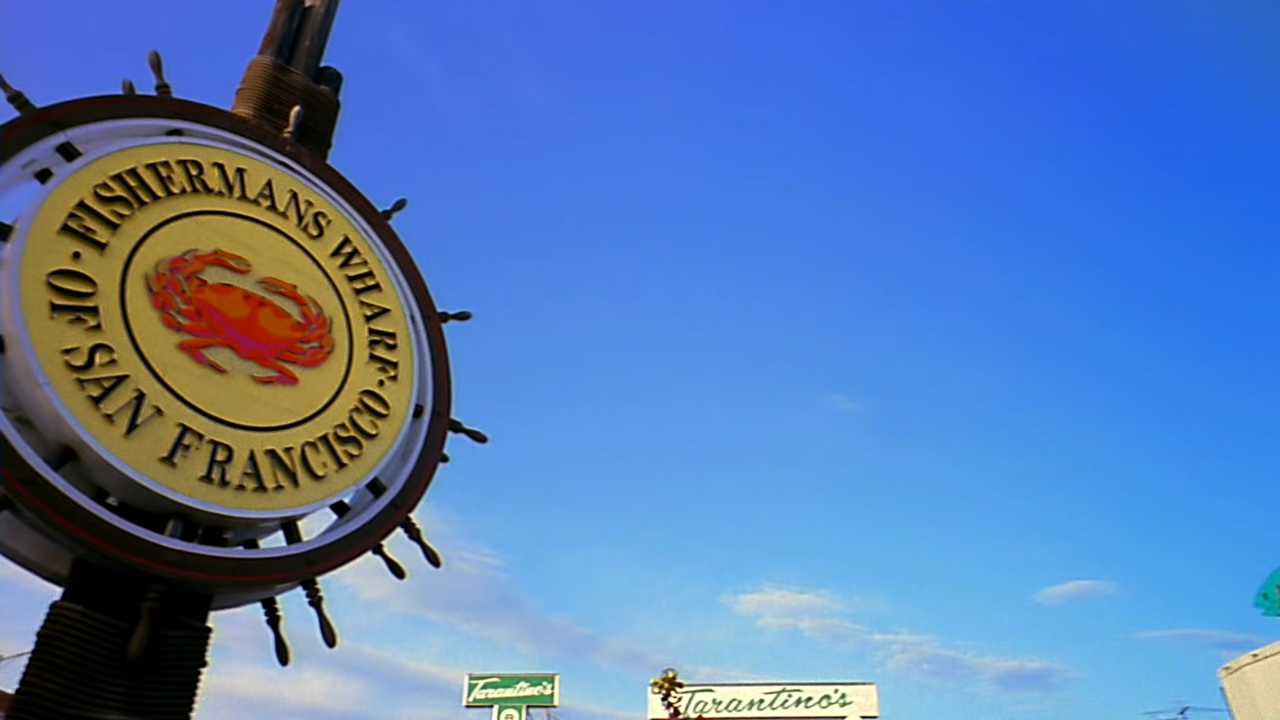 FISHERMANS WHARF
OF
SAN FRANCISCO
Tarantino's
Tarantino's